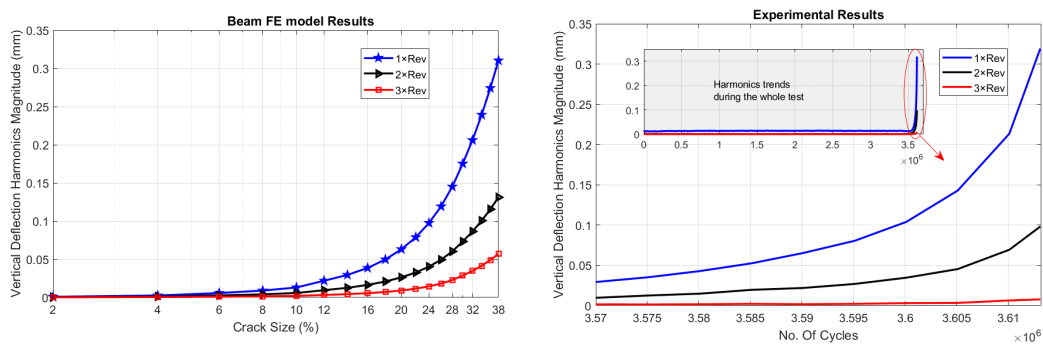 Beam FE model Results
Vertical Deflection Harmonics Magnitude (mm)
0.35
0.3
0.25
0.2
0.15
0.1
0.05
0
1×Rev
2×Rev
3×Rev
2 4 6 8 10 12 16 20 24 28 32 38
Crack Size (%)
Experimental Results
Vertical Deflection Harmonics Magnitude (mm)
0.35
0.3
0.25
0.2
0.15
0.1
0.05
0
0.3
0.2
0.1
0
Harmonics trends
during the whole test
0 0.5 1 1.5 2 2.5 3 3.5
×10⁶
1×Rev
2×Rev
3×Rev
3.57 3.575 3.58 3.585 3.59 3.595 3.6 3.605 3.61
No. Of Cycles
×10⁶